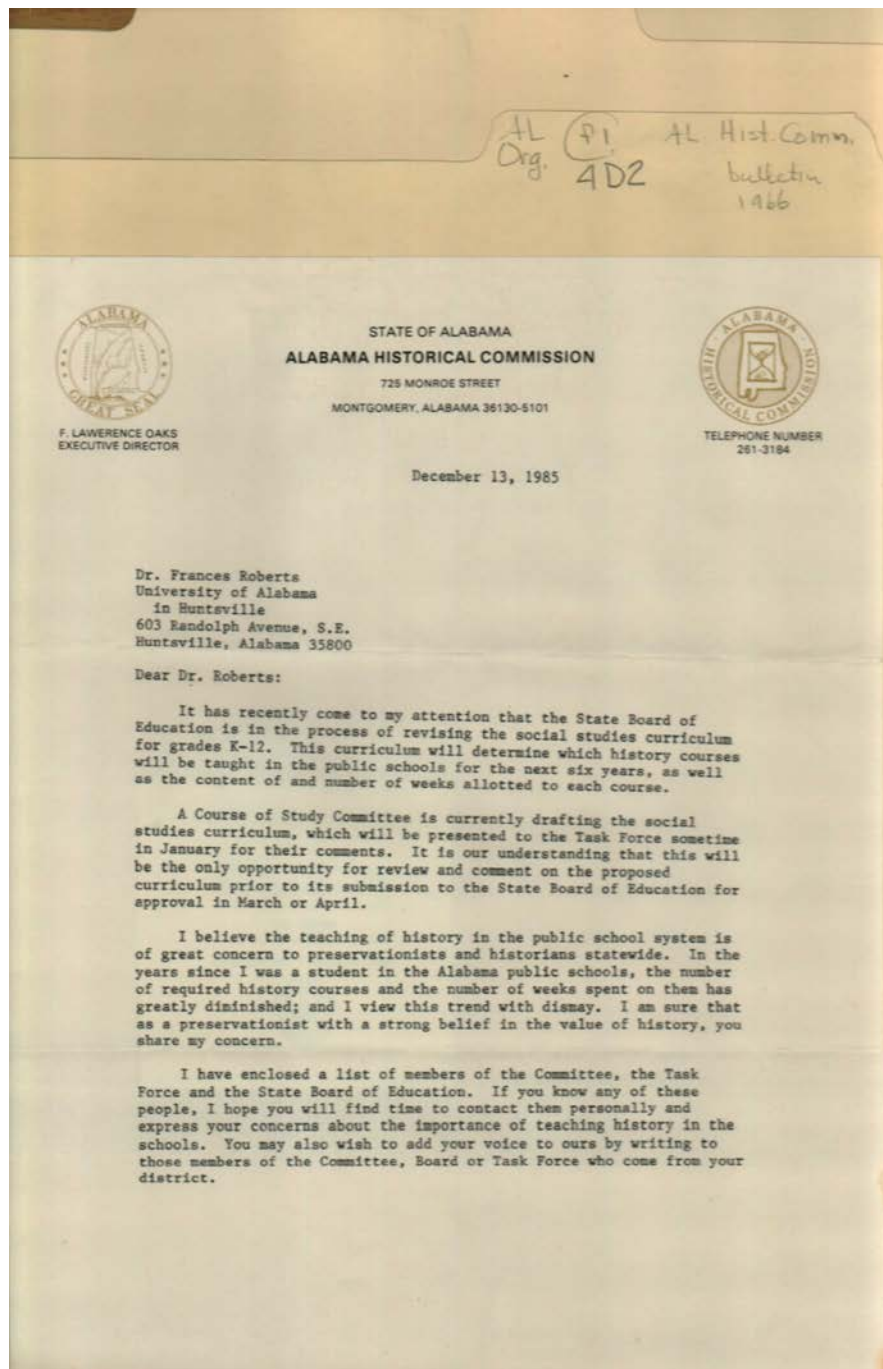 AL (P1 AL Hist. Comm.
Org. 4D2 bulletin
1966
ALABAMA
GREAT SEAL
F. LAWERENCE OAKS
EXECUTIVE DIRECTOR
STATE OF ALABAMA
ALABAMA HISTORICAL COMMISSION
725 MONROE STREET
MONTGOMERY, ALABAMA 36130-5101
ALABAMA
HISTORICAL COMMISSION
TELEPHONE NUMBER
261-3184
December 13, 1985
Dr. Frances Roberts
University of Alabama
in Huntsville
603 Randolph Avenue, S.E.
Huntsville, Alabama 35800
Dear Dr. Roberts:
It has recently come to my attention that the State Board of
Education is in the process of revising the social studies curriculum
for grades K-12. This curriculum will determine which history courses
will be taught in the public schools for the next six years, as well
as the content of and number of weeks allotted to each course.
A Course of Study Committee is currently drafting the social
studies curriculum, which will be presented to the Task Force sometime
in January for their comments. It is our understanding that this will
be the only opportunity for review and comment on the proposed
curriculum prior to its submission to the State Board of Education for
approval in March or April.
I believe the teaching of history in the public school system is
of great concern to preservationists and historians statewide. In the
years since I was a student in the Alabama public schools, the number
of required history courses and the number of weeks spent on them has
greatly diminished; and I view this trend with dismay. I am sure that
as a preservationist with a strong belief in the value of history, you
share my concern.
I have enclosed a list of members of the Committee, the Task
Force and the State Board of Education. If you know any of these
people, I hope you will find time to contact them personally and
express your concerns about the importance of teaching history in the
schools. You may also wish to add your voice to ours by writing to
those members of the Committee, Board or Task Force who come from your
district.